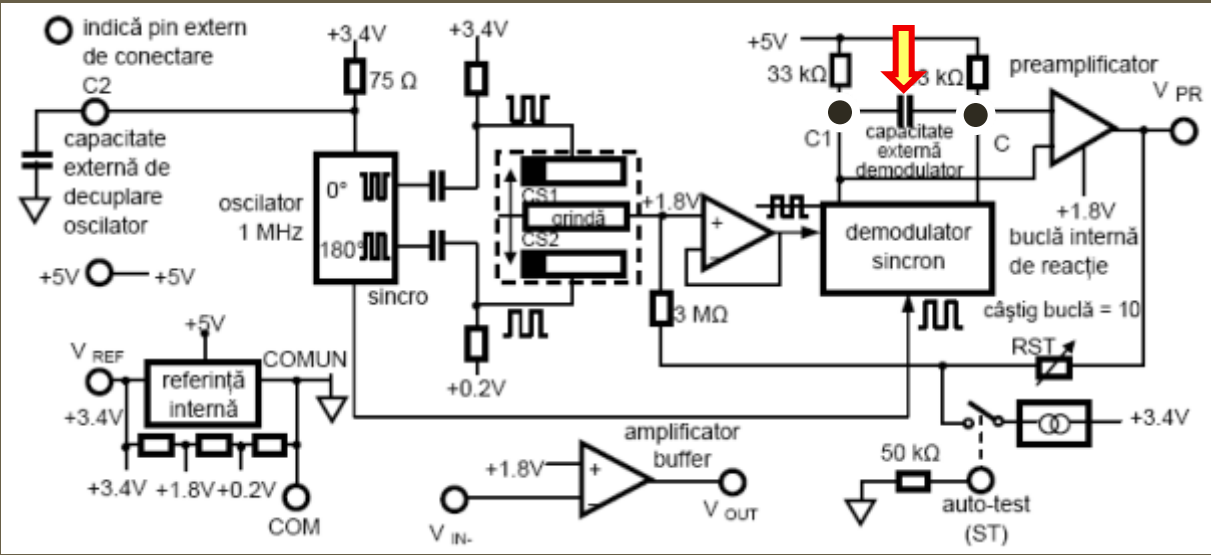 indică pin extern
de conectare
C2
capacitate
externă de
decuplare
oscilator
+5V
+5V
+3.4V
75 Ω
+3.4V
oscilator
1 MHz
0°
180°
sincro
CS1
grindă
CS2
+0.2V
+1.8V
3 MΩ
+5V
33 kΩ
3 kΩ
C1
capacitate
externă
demodulator
C
preamplificator
V PR
+1.8V
buclă internă
de reacție
câștig buclă = 10
demodulator
sincron
RST
+3.4V
50 kΩ
auto-test
(ST)
+5V
V REF
COMUN
referință
internă
+3.4V
+3.4V
+1.8V
+0.2V
COM
amplificator
buffer
+1.8V
+
–
V IN-
V OUT
+
–